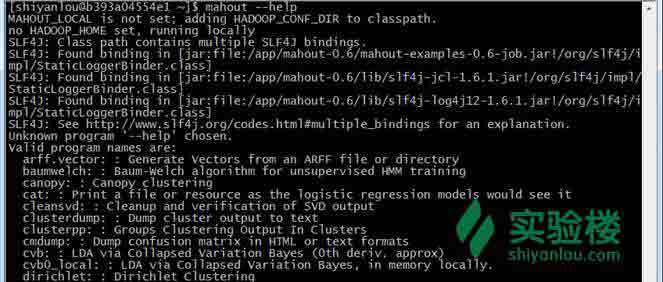 [shiyanlou@b393a04554e1 ~]$ mahout --help
MAHOUT_LOCAL is not set; adding HADOOP_CONF_DIR to classpath.
no HADOOP_HOME set, running locally
SLF4J: Class path contains multiple SLF4J bindings.
SLF4J: Found binding in [jar:file:/app/mahout-0.6/mahout-examples-0.6-job.jar!/org/slf4j/i
mpl/StaticLoggerBinder.class]
SLF4J: Found binding in [jar:file:/app/mahout-0.6/lib/slf4j-jcl-1.6.1.jar!/org/slf4j/impl/
StaticLoggerBinder.class]
SLF4J: Found binding in [jar:file:/app/mahout-0.6/lib/slf4j-log4j12-1.6.1.jar!/org/slf4j/i
mpl/StaticLoggerBinder.class]
SLF4J: See http://www.slf4j.org/codes.html#multiple_bindings for an explanation.
Unknown program '--help' chosen.
Valid program names are:
arff.vector: : Generate Vectors from an ARFF file or directory
baumwelch: : Baum-Welch algorithm for unsupervised HMM training
canopy: : Canopy clustering
cat: : Print a file or resource as the logistic regression models would see it
cleansvd: : Cleanup and verification of SVD output
clusterdump: : Dump cluster output to text
clusterpp: : Groups Clustering Output In Clusters
cmdump: : Dump confusion matrix in HTML or text formats
cvb: : LDA via Collapsed Variation Bayes (0th deriv. approx)
cvb0_local: : LDA via Collapsed Variation Bayes, in memory locally.
dirichlet: : Dirichlet Clustering
实验楼
shiyanlou.com